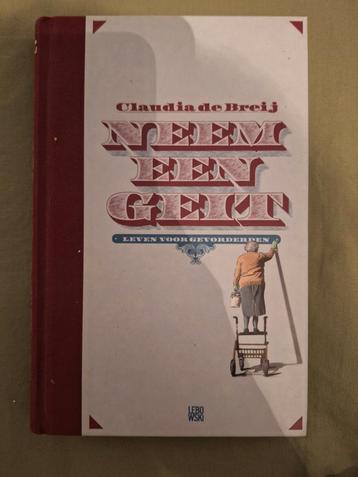 Claudia de Breij
NEEM
EEN
GEIT
LEVEN VOOR GEVORDERDEN
LEBO
WSKI